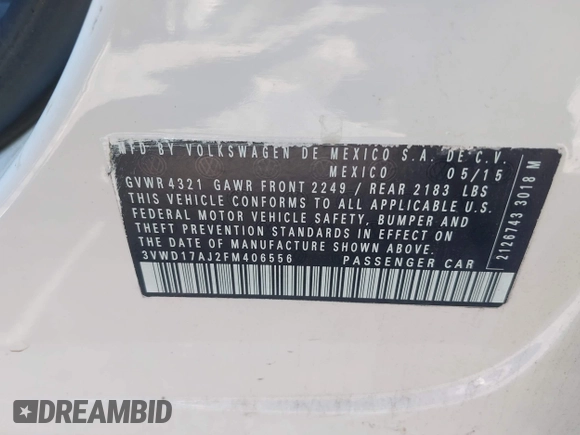 MFD BY VOLKSWAGEN DE MEXICO S.A. DE C.V.
MEXICO 05/15
GVWR 4321 GAWR FRONT 2249 / REAR 2183 LBS
THIS VEHICLE CONFORMS TO ALL APPLICABLE U.S.
FEDERAL MOTOR VEHICLE SAFETY, BUMPER AND
THEFT PREVENTION STANDARDS IN EFFECT ON
THE DATE OF MANUFACTURE SHOWN ABOVE.
3VWD17AJ2FM406556 PASSENGER CAR
2126743 3018 M
DREAMBID